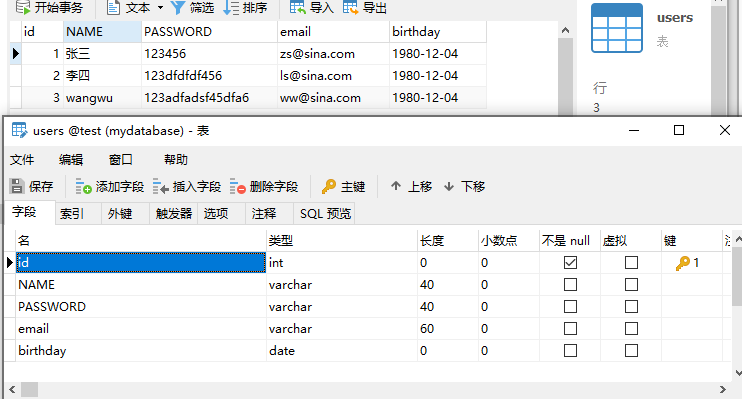 开始事务 文本 筛选 排序 导入 导出
id NAME PASSWORD email birthday
1 张三 123456 zs@sina.com 1980-12-04
2 李四 123dfdfdf456 ls@sina.com 1980-12-04
3 wangwu 123adfadsf45dfa6 ww@sina.com 1980-12-04
users
表
行
3
users @test (mydatabase) - 表
文件 编辑 窗口 帮助
保存 添加字段 插入字段 删除字段 主键 上移 下移
字段 索引 外键 触发器 选项 注释 SQL 预览
名 类型 长度 小数点 不是 null 虚拟 键
id int 0 0 1
NAME varchar 40 0
PASSWORD varchar 40 0
email varchar 60 0
birthday date 0 0